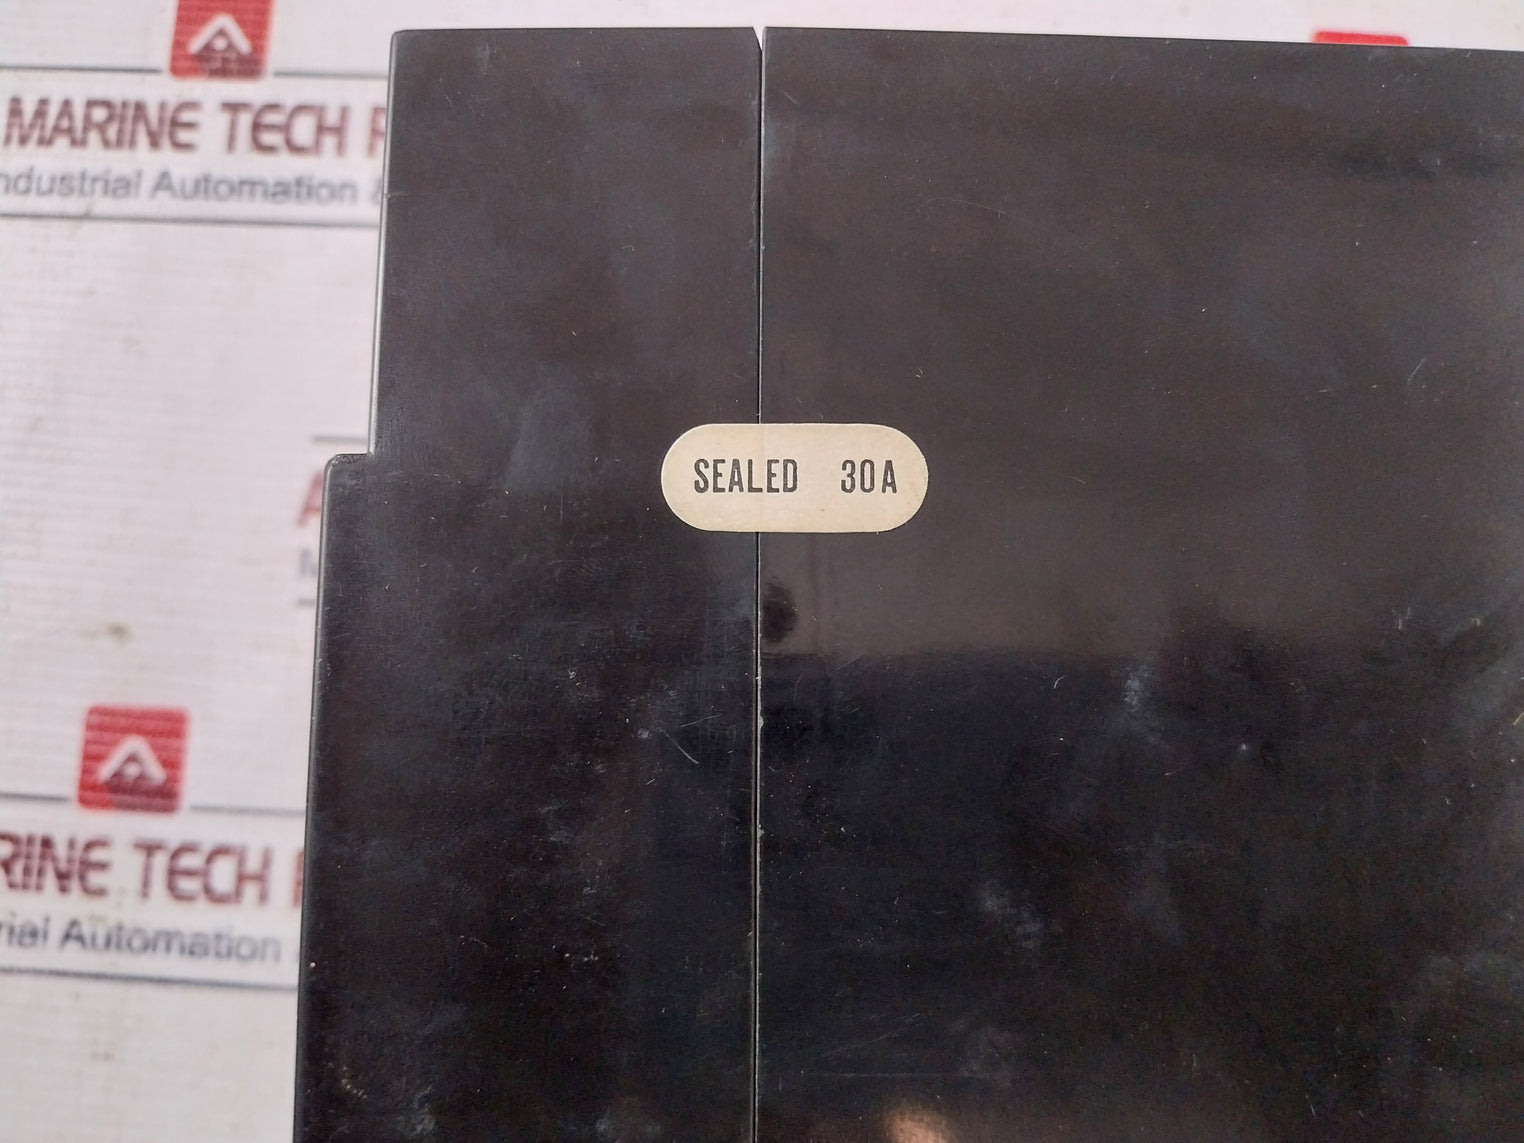 MARINE TECH
Industrial Automation &
SEALED 30A
RINE TECH
rial Automation